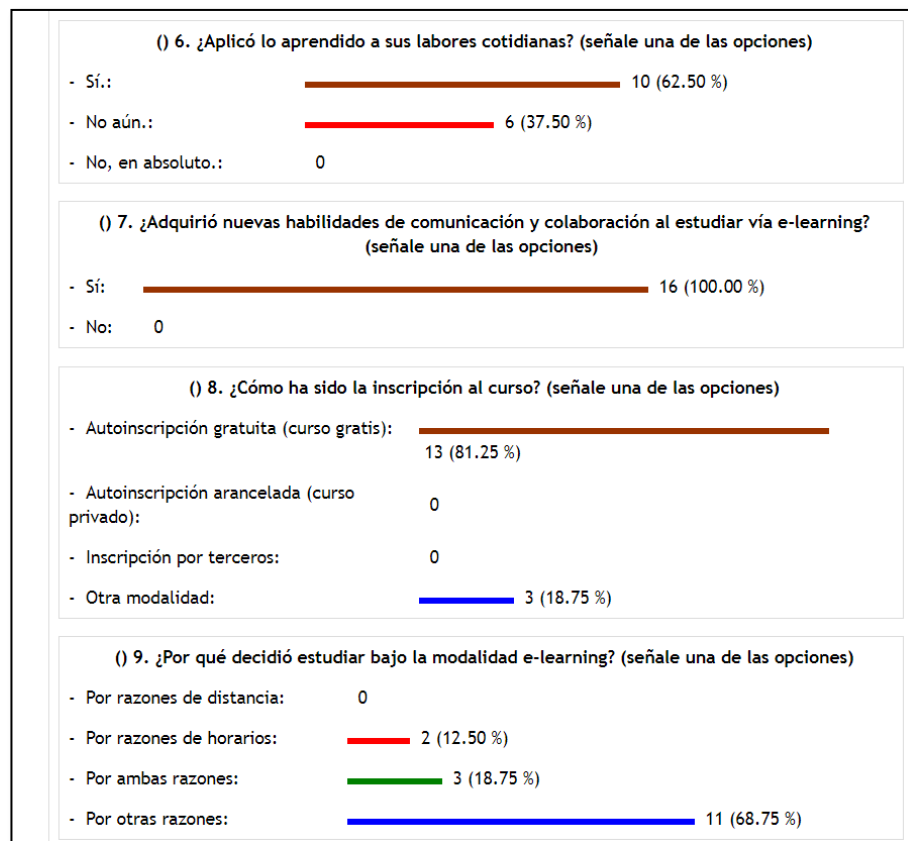 () 6. ¿Aplicó lo aprendido a sus labores cotidianas? (señale una de las opciones)
- Sí.: 10 (62.50 %)
- No aún.: 6 (37.50 %)
- No, en absoluto.: 0
() 7. ¿Adquirió nuevas habilidades de comunicación y colaboración al estudiar vía e-learning?
(señale una de las opciones)
- Sí: 16 (100.00 %)
- No: 0
() 8. ¿Cómo ha sido la inscripción al curso? (señale una de las opciones)
- Autoinscripción gratuita (curso gratis):
13 (81.25 %)
- Autoinscripción arancelada (curso
privado): 0
- Inscripción por terceros: 0
- Otra modalidad: 3 (18.75 %)
() 9. ¿Por qué decidió estudiar bajo la modalidad e-learning? (señale una de las opciones)
- Por razones de distancia: 0
- Por razones de horarios: 2 (12.50 %)
- Por ambas razones: 3 (18.75 %)
- Por otras razones: 11 (68.75 %)